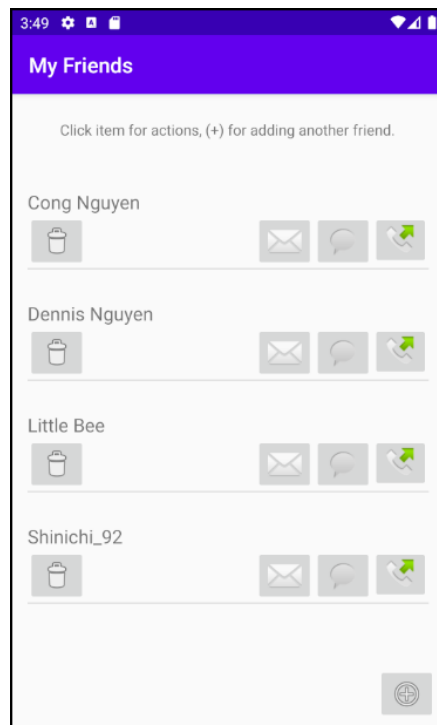 3:49
My Friends
Click item for actions, (+) for adding another friend.
Cong Nguyen
Dennis Nguyen
Little Bee
Shinichi_92